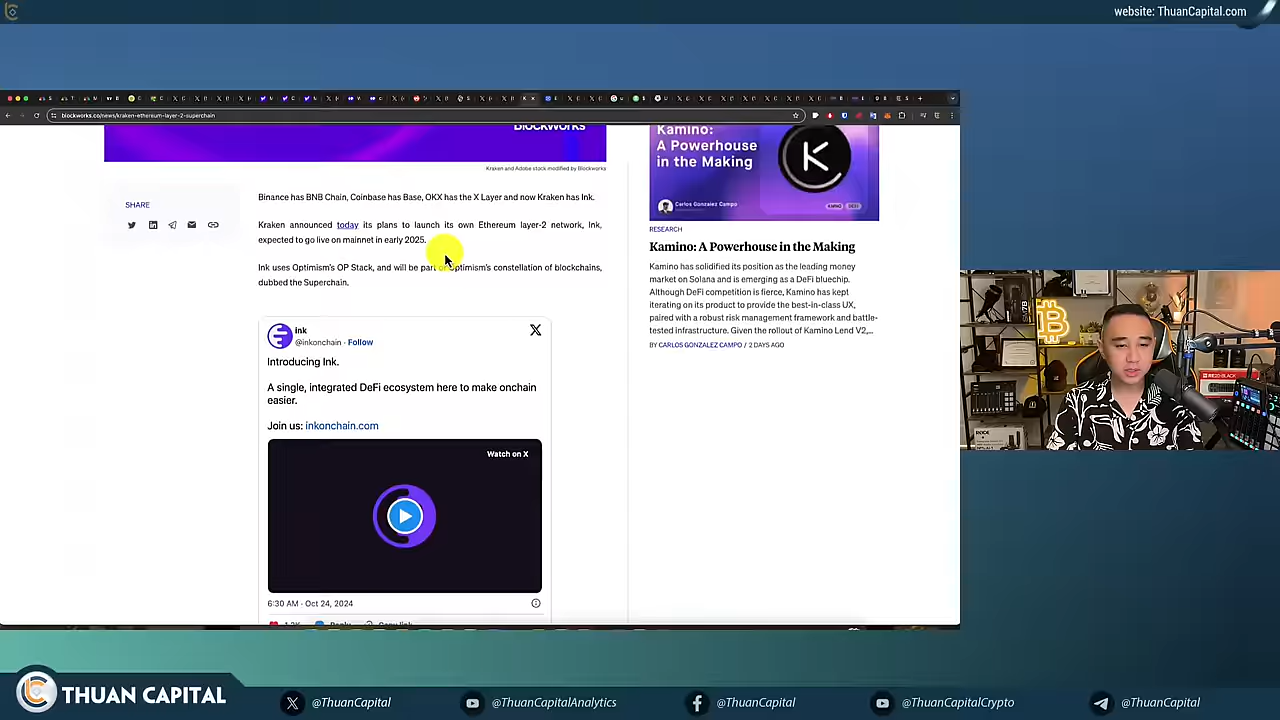 website: ThuanCapital.com
blockworks.co/news/kraken-ethereum-layer-2-superchain
Blockworks
Kraken and Adobe stock modified by Blockworks
SHARE
Binance has BNB Chain, Coinbase has Base, OKX has the X Layer and now Kraken has Ink.
Kraken announced today its plans to launch its own Ethereum layer-2 network, Ink,
expected to go live on mainnet in early 2025.
Ink uses Optimism's OP Stack, and will be part Optimism's constellation of blockchains,
dubbed the Superchain.
ink
@inkonchain · Follow
Introducing Ink.
A single, integrated DeFi ecosystem here to make onchain
easier.
Join us: inkonchain.com
Watch on X
6:30 AM · Oct 24, 2024
Kamino:
A Powerhouse
in the Making
Carlos Gonzalez Campo
RESEARCH
Kamino: A Powerhouse in the Making
Kamino has solidified its position as the leading money
market on Solana and is emerging as a DeFi bluechip.
Although DeFi competition is fierce, Kamino has kept
iterating on its product to provide the best-in-class UX,
paired with a robust risk management framework and battle-
tested infrastructure. Given the rollout of Kamino Lend V2,...
BY CARLOS GONZALEZ CAMPO / 2 DAYS AGO
THUAN CAPITAL
@ThuanCapital
@ThuanCapitalAnalytics
@ThuanCapital
@ThuanCapitalCrypto
@ThuanCapital